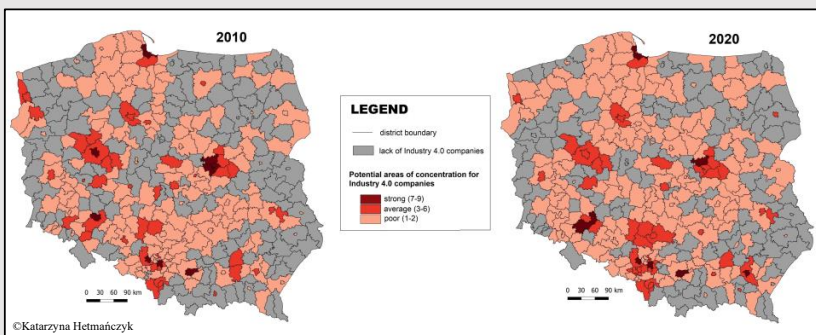 2010
2020
LEGEND
district boundary
lack of Industry 4.0 companies
Potential areas of concentration for
Industry 4.0 companies
strong (7-9)
average (3-6)
poor (1-2)
0 30 60 90 km
0 30 60 90 km
©Katarzyna Hetmańczyk